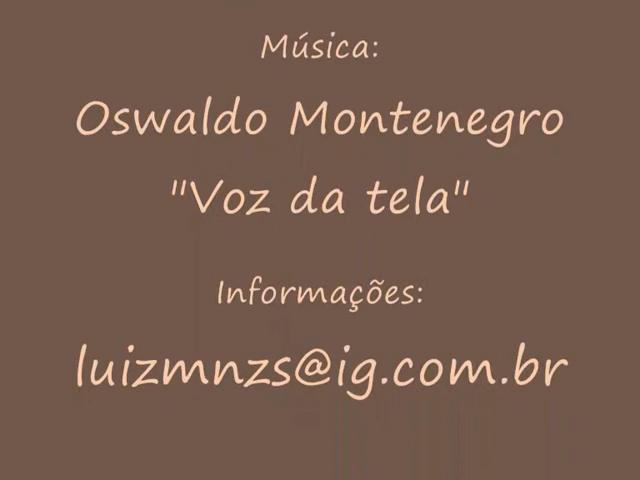 Música:
Oswaldo Montenegro
"Voz da tela"
Informações:
luizmnzs@ig.com.br